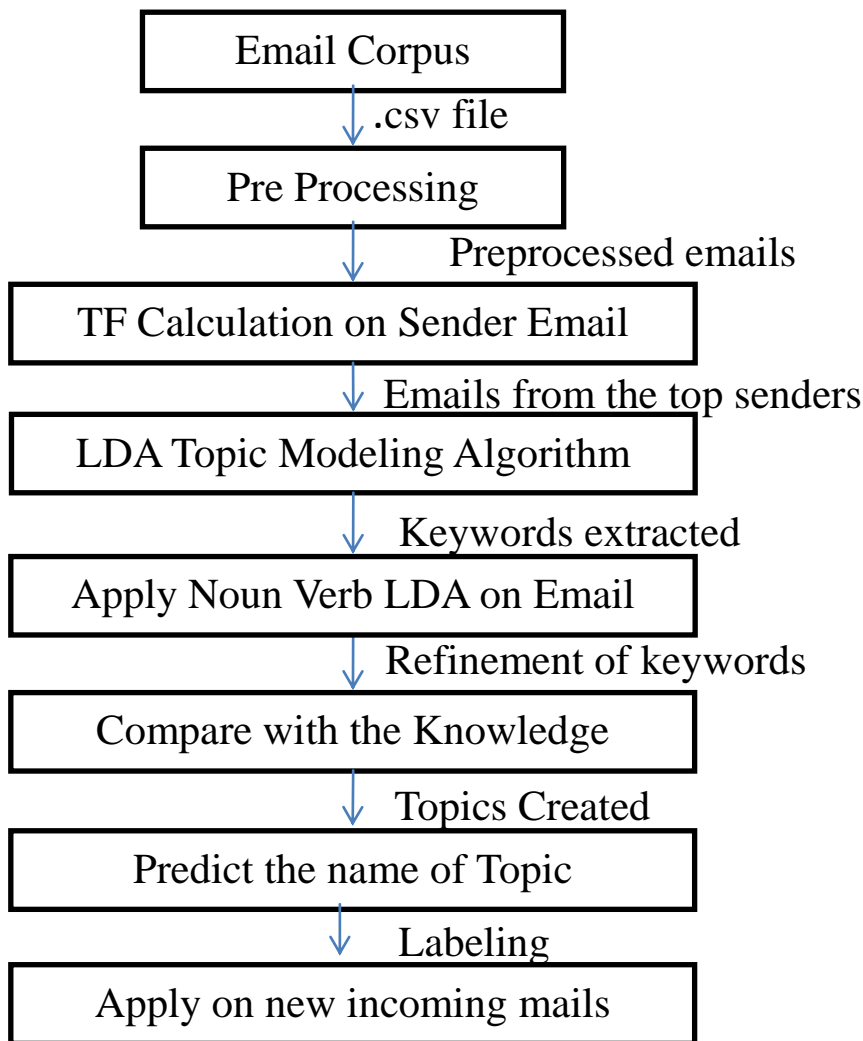 Email Corpus
.csv file
Pre Processing
Preprocessed emails
TF Calculation on Sender Email
Emails from the top senders
LDA Topic Modeling Algorithm
Keywords extracted
Apply Noun Verb LDA on Email
Refinement of keywords
Compare with the Knowledge
Topics Created
Predict the name of Topic
Labeling
Apply on new incoming mails